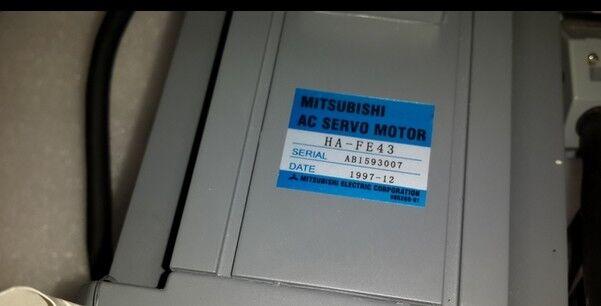 MITSUBISHI
AC SERVO MOTOR
HA-FE43
SERIAL AB1593007
DATE 1997-12
MITSUBISHI ELECTRIC CORPORATION